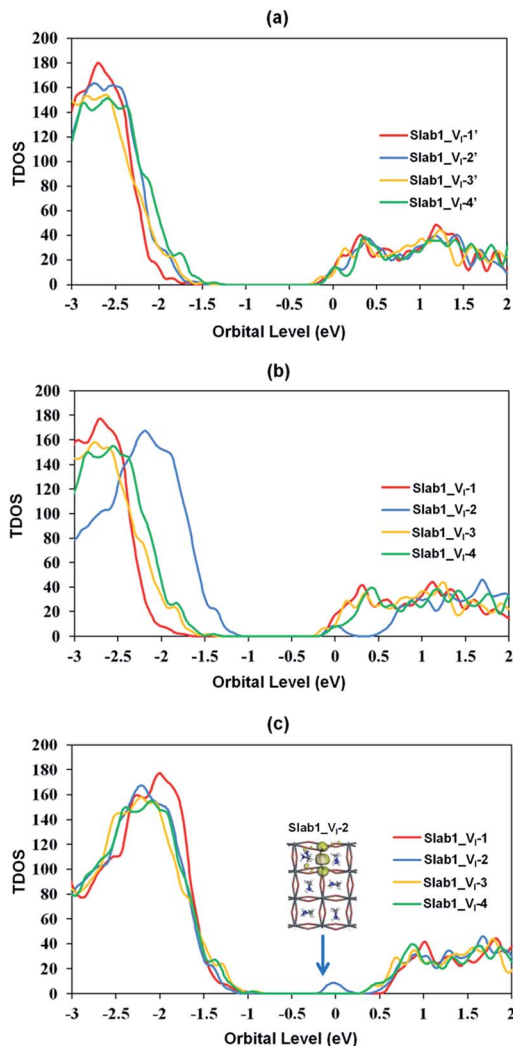 (a)
200
180
160
140
120
100
80
60
40
20
0
TDOS
Slab1_VI-1'
Slab1_VI-2'
Slab1_VI-3'
Slab1_VI-4'
-3 -2.5 -2 -1.5 -1 -0.5 0 0.5 1 1.5 2
Orbital Level (eV)
(b)
200
180
160
140
120
100
80
60
40
20
0
TDOS
Slab1_VI-1
Slab1_VI-2
Slab1_VI-3
Slab1_VI-4
-3 -2.5 -2 -1.5 -1 -0.5 0 0.5 1 1.5 2
Orbital Level (eV)
(c)
200
180
160
140
120
100
80
60
40
20
0
TDOS
Slab1_VI-2
Slab1_VI-1
Slab1_VI-2
Slab1_VI-3
Slab1_VI-4
-3 -2.5 -2 -1.5 -1 -0.5 0 0.5 1 1.5 2
Orbital Level (eV)